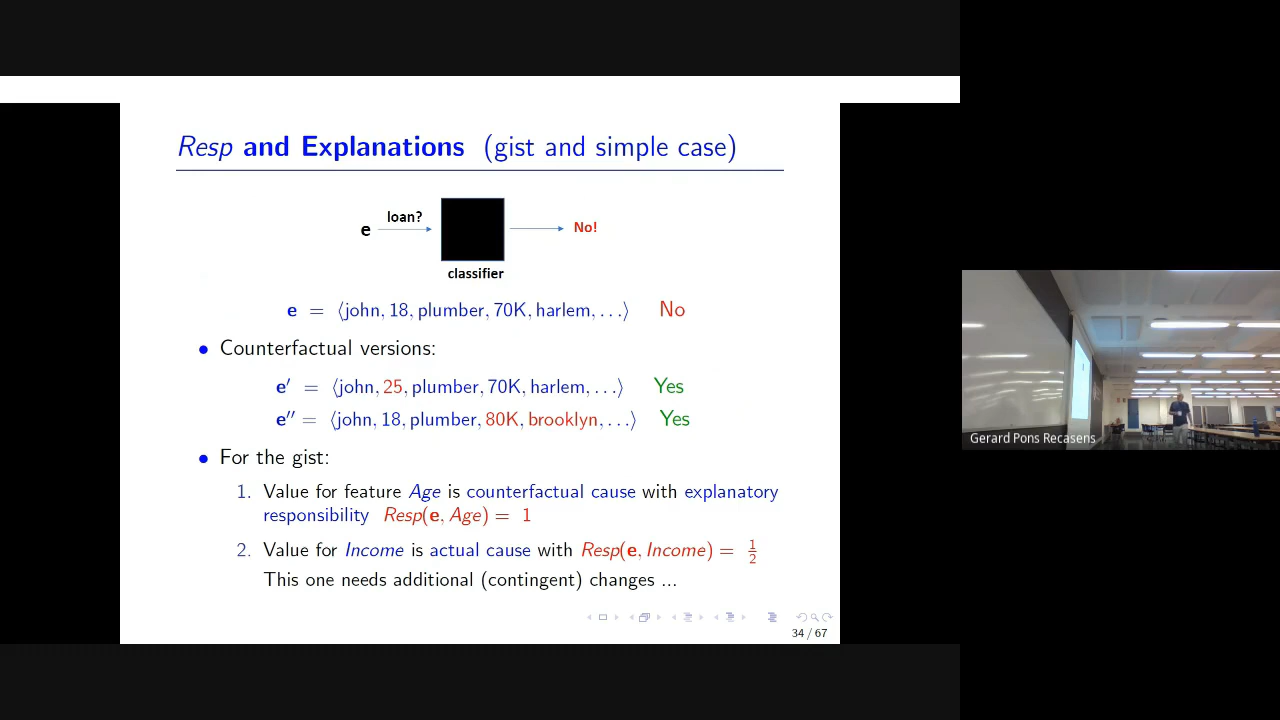 Resp and Explanations (gist and simple case)
loan?
e
No!
classifier
e = ⟨john, 18, plumber, 70K, harlem, . . .⟩ No
• Counterfactual versions:
e′ = ⟨john, 25, plumber, 70K, harlem, . . .⟩ Yes
e′′ = ⟨john, 18, plumber, 80K, brooklyn, . . .⟩ Yes
• For the gist:
1. Value for feature Age is counterfactual cause with explanatory
responsibility Resp(e, Age) = 1
2. Value for Income is actual cause with Resp(e, Income) = 1/2
This one needs additional (contingent) changes ...
34 / 67
Gerard Pons Recasens